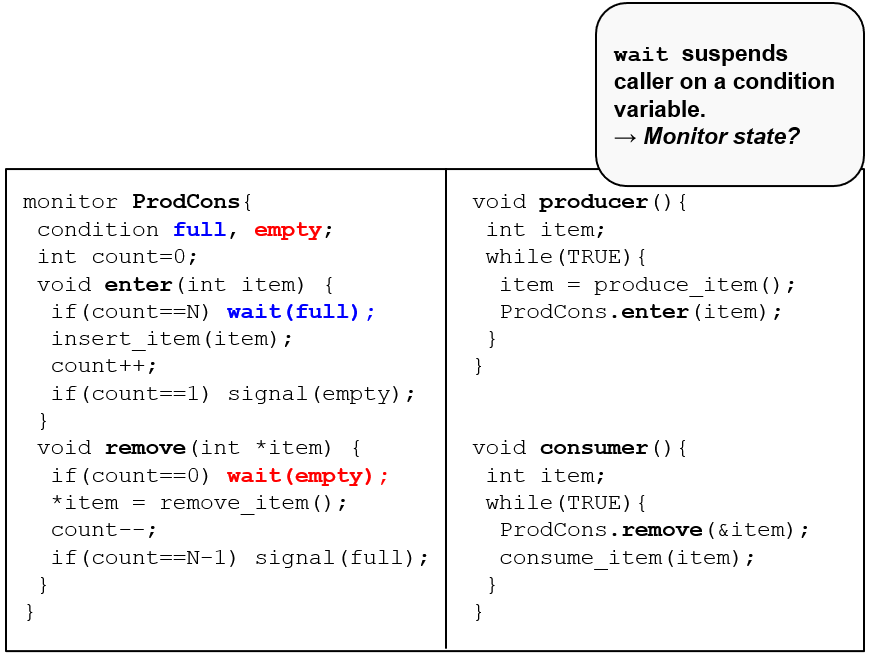 wait suspends
caller on a condition
variable.
→ Monitor state?
monitor ProdCons{
condition full, empty;
int count=0;
void enter(int item) {
if(count==N) wait(full);
insert_item(item);
count++;
if(count==1) signal(empty);
}
void remove(int *item) {
if(count==0) wait(empty);
*item = remove_item();
count--;
if(count==N-1) signal(full);
}
}
void producer(){
int item;
while(TRUE){
item = produce_item();
ProdCons.enter(item);
}
}
void consumer(){
int item;
while(TRUE){
ProdCons.remove(&item);
consume_item(item);
}
}